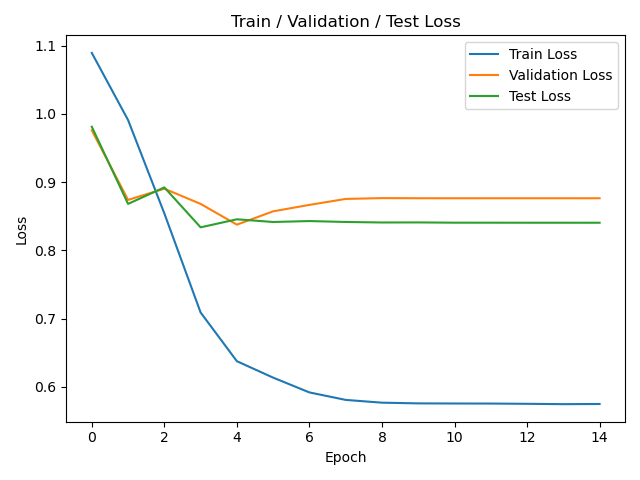 Train / Validation / Test Loss
Train Loss
Validation Loss
Test Loss
Loss
1.1
1.0
0.9
0.8
0.7
0.6
0 2 4 6 8 10 12 14
Epoch